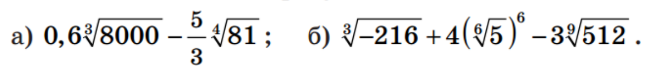 а) 0,6∛8000 − 5/3 ∜81 ; б) ∛−216 + 4(⁶√5)⁶ − 3⁹√512 .